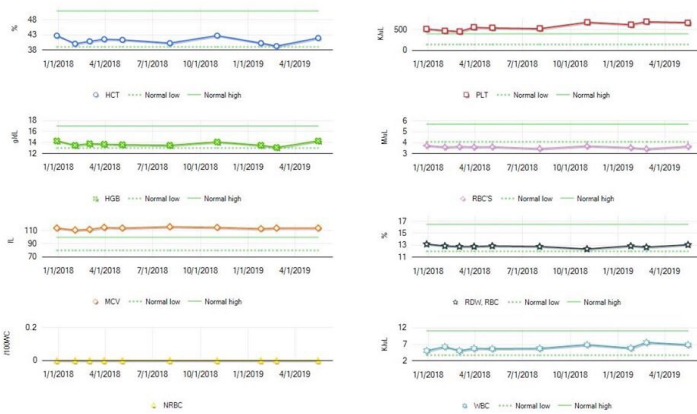 %
48
43
38
1/1/2018 4/1/2018 7/1/2018 10/1/2018 1/1/2019 4/1/2019
HCT Normal low Normal high
K/uL
500
0
1/1/2018 4/1/2018 7/1/2018 10/1/2018 1/1/2019 4/1/2019
PLT Normal low Normal high
g/dL
18
16
14
12
1/1/2018 4/1/2018 7/1/2018 10/1/2018 1/1/2019 4/1/2019
HGB Normal low Normal high
M/uL
6
5
4
3
1/1/2018 4/1/2018 7/1/2018 10/1/2018 1/1/2019 4/1/2019
RBC'S Normal low Normal high
fL
110
90
70
1/1/2018 4/1/2018 7/1/2018 10/1/2018 1/1/2019 4/1/2019
MCV Normal low Normal high
%
17
15
13
11
1/1/2018 4/1/2018 7/1/2018 10/1/2018 1/1/2019 4/1/2019
RDW, RBC Normal low Normal high
/100WC
0.2
0
1/1/2018 4/1/2018 7/1/2018 10/1/2018 1/1/2019 4/1/2019
NRBC
K/uL
12
7
2
1/1/2018 4/1/2018 7/1/2018 10/1/2018 1/1/2019 4/1/2019
WBC Normal low Normal high